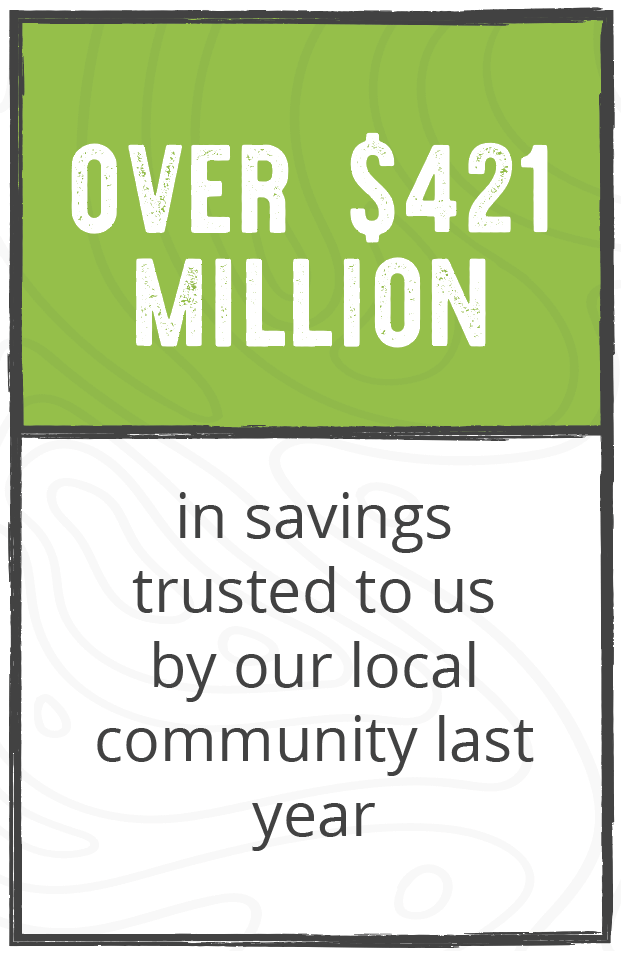 OVER $421
MILLION
in savings
trusted to us
by our local
community last
year